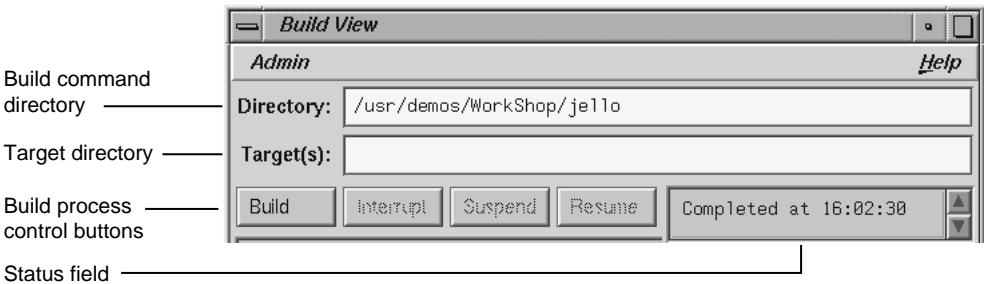 Build View
Admin Help
Build command
directory
Directory: /usr/demos/WorkShop/jello
Target directory
Target(s):
Build process
control buttons
Build Interrupt Suspend Resume Completed at 16:02:30
Status field